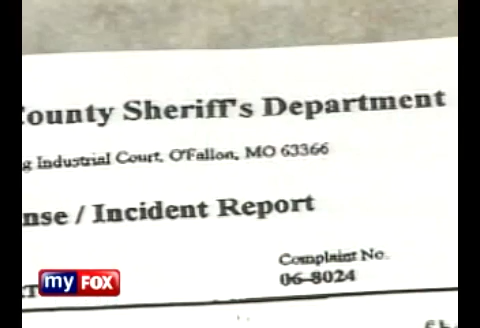 County Sheriff's Department
g Industrial Court, O'Fallon, MO 63366
nse / Incident Report
Complaint No.
06-8024
my FOX